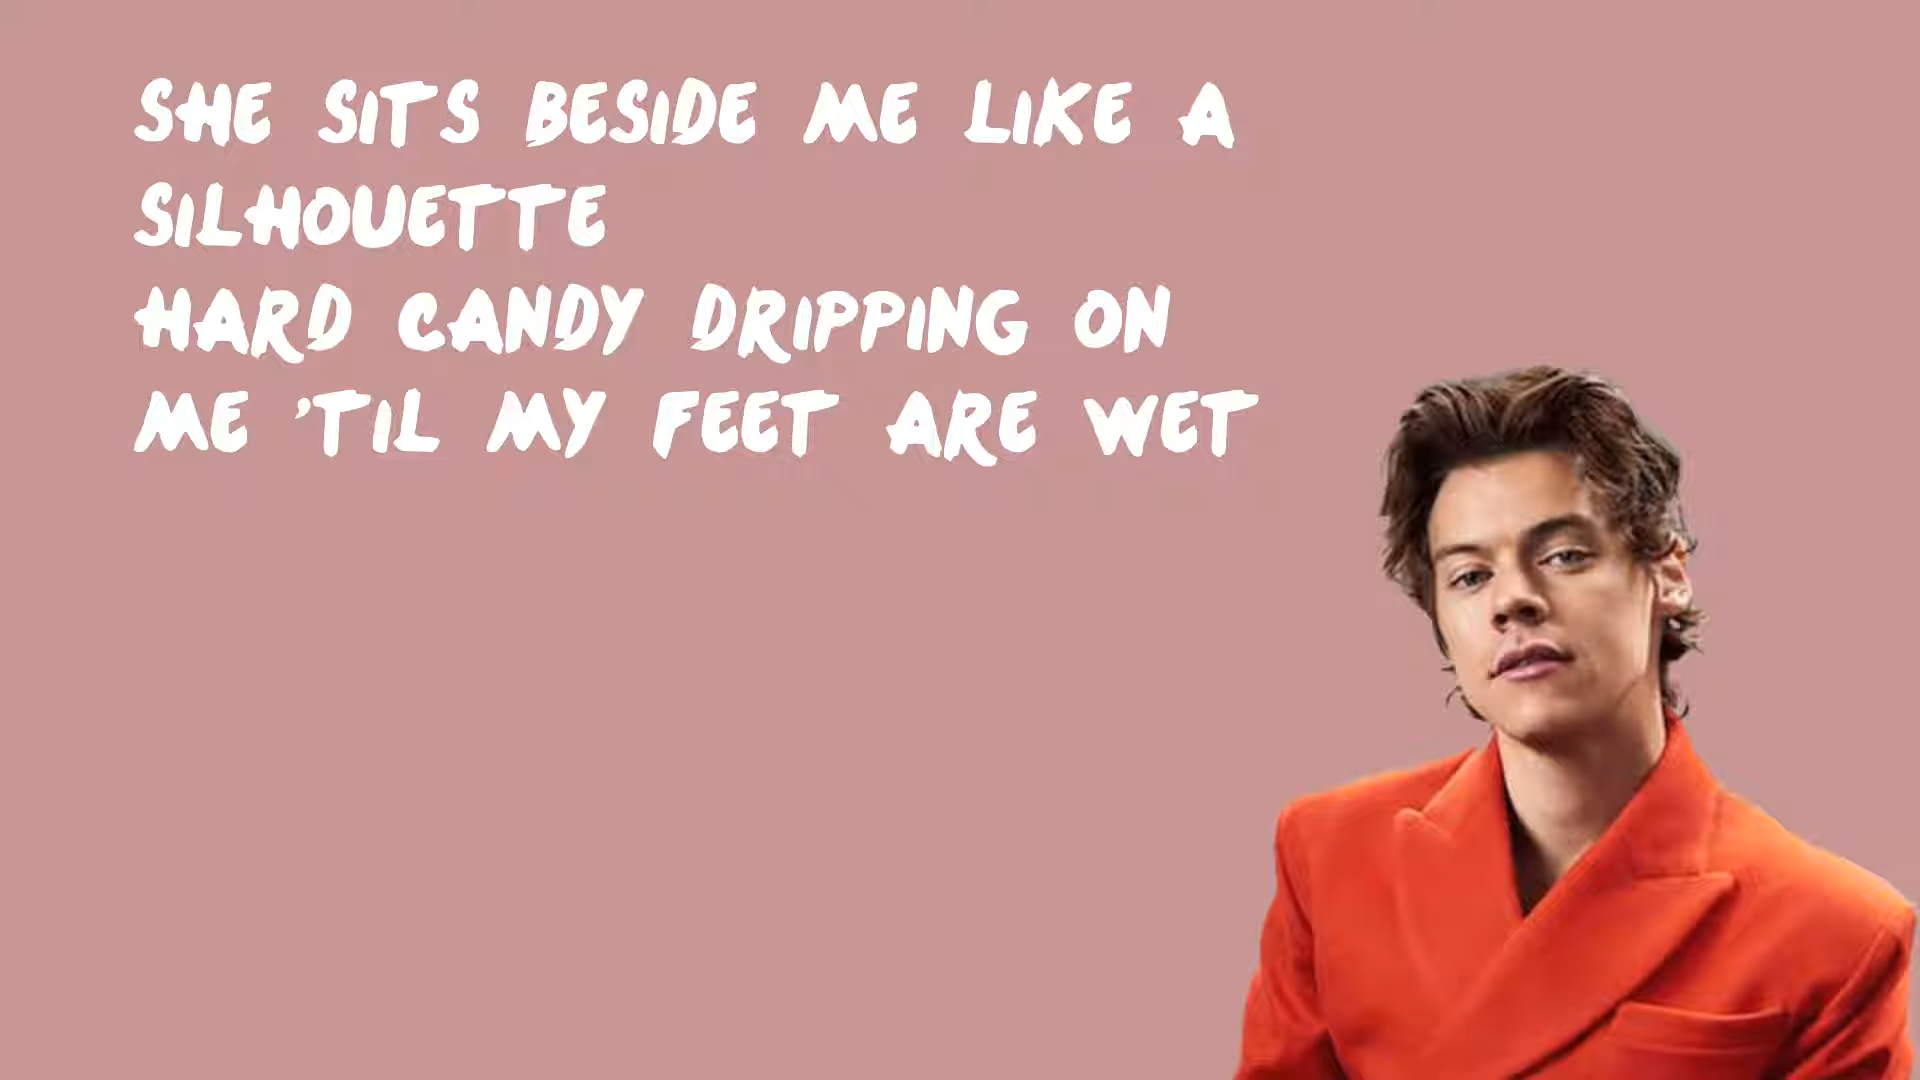 SHE SITS BESIDE ME LIKE A
SILHOUETTE
HARD CANDY DRIPPING ON
ME 'TIL MY FEET ARE WET